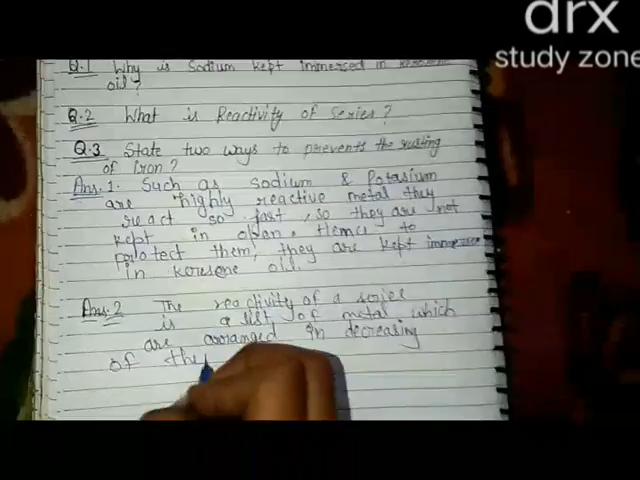 drx
study zone
Q.1 Why is Sodium kept immersed in kerosene
oil?
Q.2 What is Reactivity of Series?
Q.3 State two ways to prevents the rusting
of Iron?
Ans.1. Such as sodium & Potasium
are highly reactive metal they
react so fast, so they are not
kept in open. Hence to
protect them, they are kept immerse
in keresene oil.
Ans.2 The reactivity of a series
is a list of metal which
are arranged in decreasing
of the